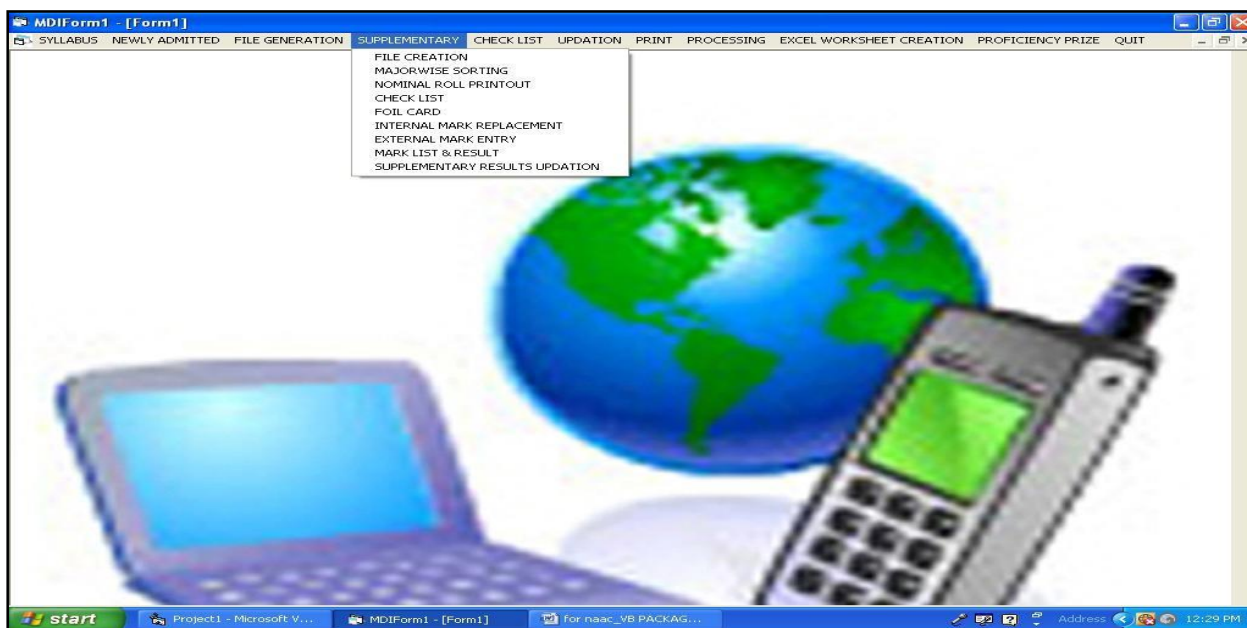 MDIForm1 - [Form1]
SYLLABUS NEWLY ADMITTED FILE GENERATION SUPPLEMENTARY CHECK LIST UPDATION PRINT PROCESSING EXCEL WORKSHEET CREATION PROFICIENCY PRIZE QUIT
FILE CREATION
MAJORWISE SORTING
NOMINAL ROLL PRINTOUT
CHECK LIST
FOIL CARD
INTERNAL MARK REPLACEMENT
EXTERNAL MARK ENTRY
MARK LIST & RESULT
SUPPLEMENTARY RESULTS UPDATION
start Project1 - Microsoft V... MDIForm1 - [Form1] for naac_VB PACKAG... Address 12:29 PM